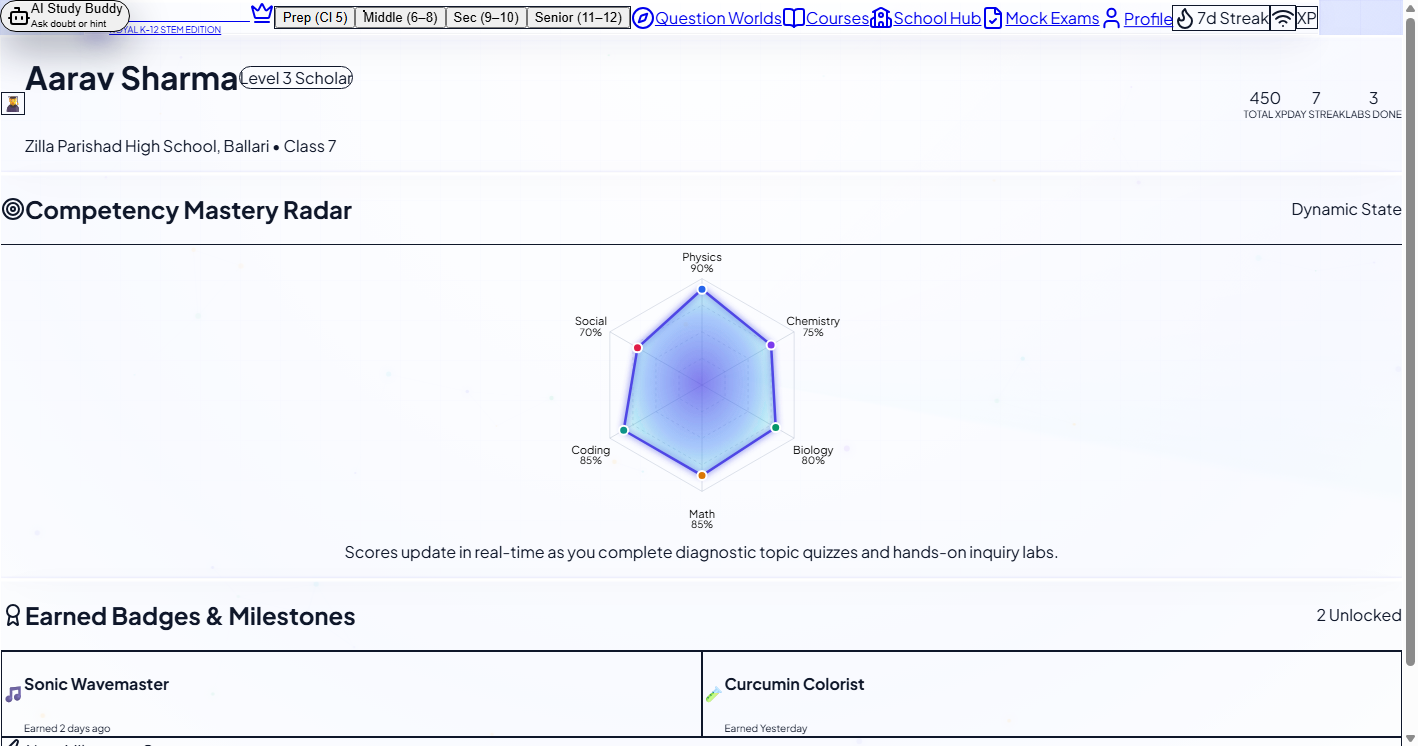 AI Study Buddy
Ask doubt or hint
ROYAL K-12 STEM EDITION
Prep (Cl 5) Middle (6–8) Sec (9–10) Senior (11–12) Question Worlds Courses School Hub Mock Exams Profile 7d Streak XP
Aarav Sharma Level 3 Scholar
450 7 3
TOTAL XP DAY STREAK LABS DONE
Zilla Parishad High School, Ballari • Class 7
Competency Mastery Radar Dynamic State
Physics
90%
Social
70%
Chemistry
75%
Coding
85%
Biology
80%
Math
85%
Scores update in real-time as you complete diagnostic topic quizzes and hands-on inquiry labs.
Earned Badges & Milestones 2 Unlocked
Sonic Wavemaster
Earned 2 days ago
Curcumin Colorist
Earned Yesterday